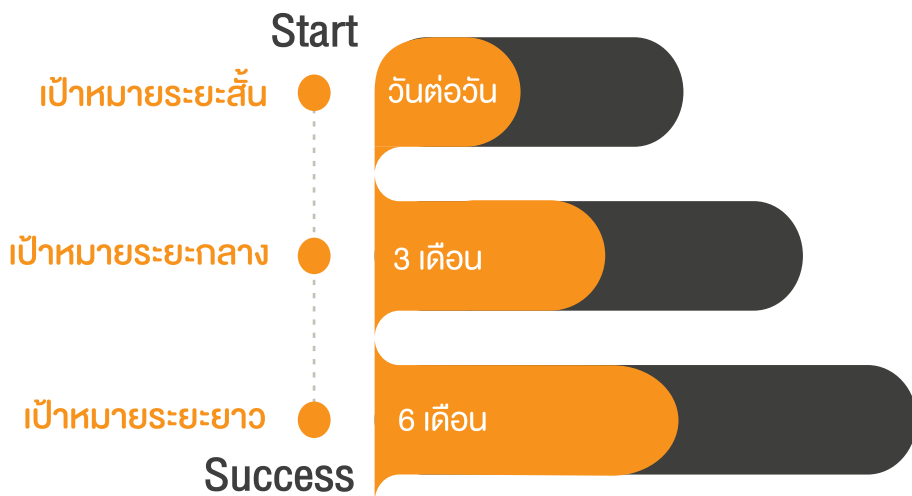 Start
เป้าหมายระยะสั้น
วันต่อวัน
เป้าหมายระยะกลาง
3 เดือน
เป้าหมายระยะยาว
6 เดือน
Success